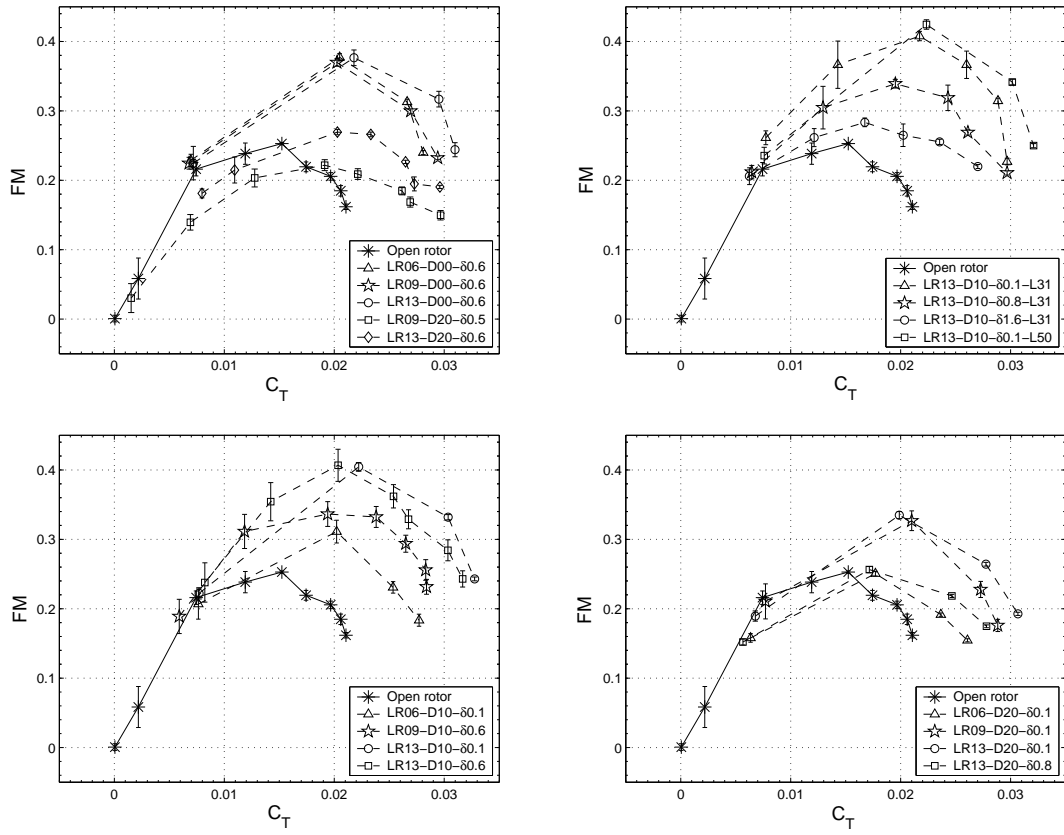 0.4
0.3
0.2
0.1
0
FM
0 0.01 0.02 0.03
C_T
Open rotor
LR06−D00−δ0.6
LR09−D00−δ0.6
LR13−D00−δ0.6
LR09−D20−δ0.5
LR13−D20−δ0.6
0.4
0.3
0.2
0.1
0
FM
0 0.01 0.02 0.03
C_T
Open rotor
LR13−D10−δ0.1−L31
LR13−D10−δ0.8−L31
LR13−D10−δ1.6−L31
LR13−D10−δ0.1−L50
0.4
0.3
0.2
0.1
0
FM
0 0.01 0.02 0.03
C_T
Open rotor
LR06−D10−δ0.1
LR09−D10−δ0.6
LR13−D10−δ0.1
LR13−D10−δ0.6
0.4
0.3
0.2
0.1
0
FM
0 0.01 0.02 0.03
C_T
Open rotor
LR06−D20−δ0.1
LR09−D20−δ0.1
LR13−D20−δ0.1
LR13−D20−δ0.8